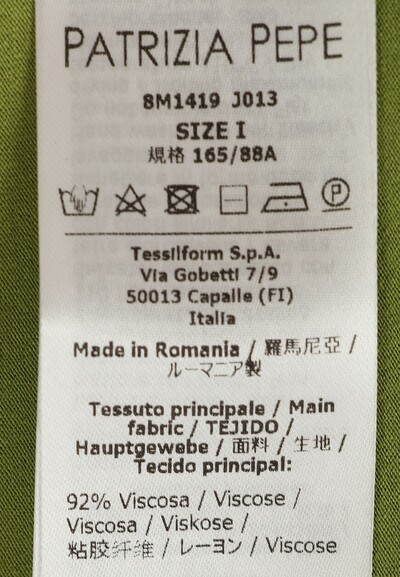 PATRIZIA PEPE
8M1419 J013
SIZE I
規格 165/88A
P
Tessilform S.p.A.
Via Gobetti 7/9
50013 Capalle (FI)
Italia
Made in Romania / 羅馬尼亞 /
ルーマニア製
Tessuto principale / Main
fabric / TEJIDO /
Hauptgewebe / 面料 / 生地 /
Tecido principal:
92% Viscosa / Viscose /
Viscosa / Viskose /
粘胶纤维 / レーヨン / Viscose